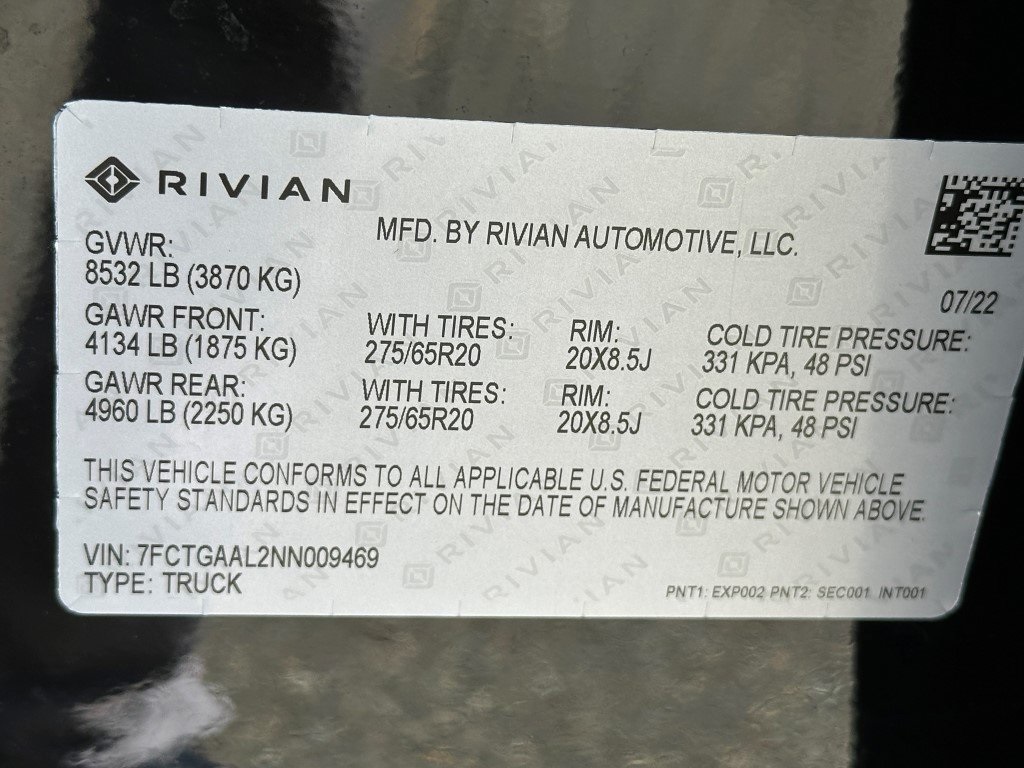 RIVIAN
MFD. BY RIVIAN AUTOMOTIVE, LLC.
GVWR:
8532 LB (3870 KG)
07/22
GAWR FRONT: WITH TIRES: RIM: COLD TIRE PRESSURE:
4134 LB (1875 KG) 275/65R20 20X8.5J 331 KPA, 48 PSI
GAWR REAR: WITH TIRES: RIM: COLD TIRE PRESSURE:
4960 LB (2250 KG) 275/65R20 20X8.5J 331 KPA, 48 PSI
THIS VEHICLE CONFORMS TO ALL APPLICABLE U.S. FEDERAL MOTOR VEHICLE
SAFETY STANDARDS IN EFFECT ON THE DATE OF MANUFACTURE SHOWN ABOVE.
VIN: 7FCTGAAL2NN009469
TYPE: TRUCK
PNT1: EXP002 PNT2: SEC001 INT001